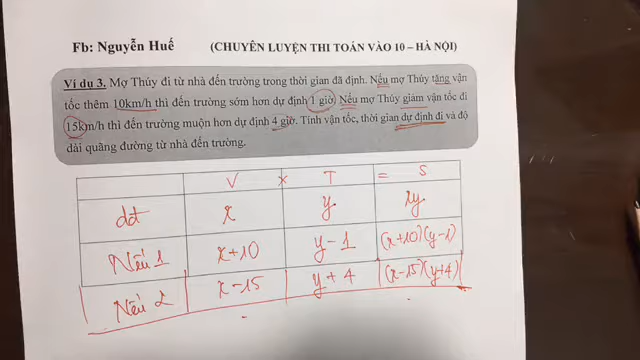 Fb: Nguyễn Huế (CHUYÊN LUYỆN THI TOÁN VÀO 10 – HÀ NỘI)
Ví dụ 3. Mợ Thúy đi từ nhà đến trường trong thời gian đã định. Nếu mợ Thúy tăng vận
tốc thêm 10km/h thì đến trường sớm hơn dự định 1 giờ. Nếu mợ Thúy giảm vận tốc đi
15km/h thì đến trường muộn hơn dự định 4 giờ. Tính vận tốc, thời gian dự định đi và độ
dài quãng đường từ nhà đến trường.
V × T = S
dđ x y xy
Nếu 1 x+10 y-1 (x+10)(y-1)
Nếu 2 x-15 y+4 (x-15)(y+4)